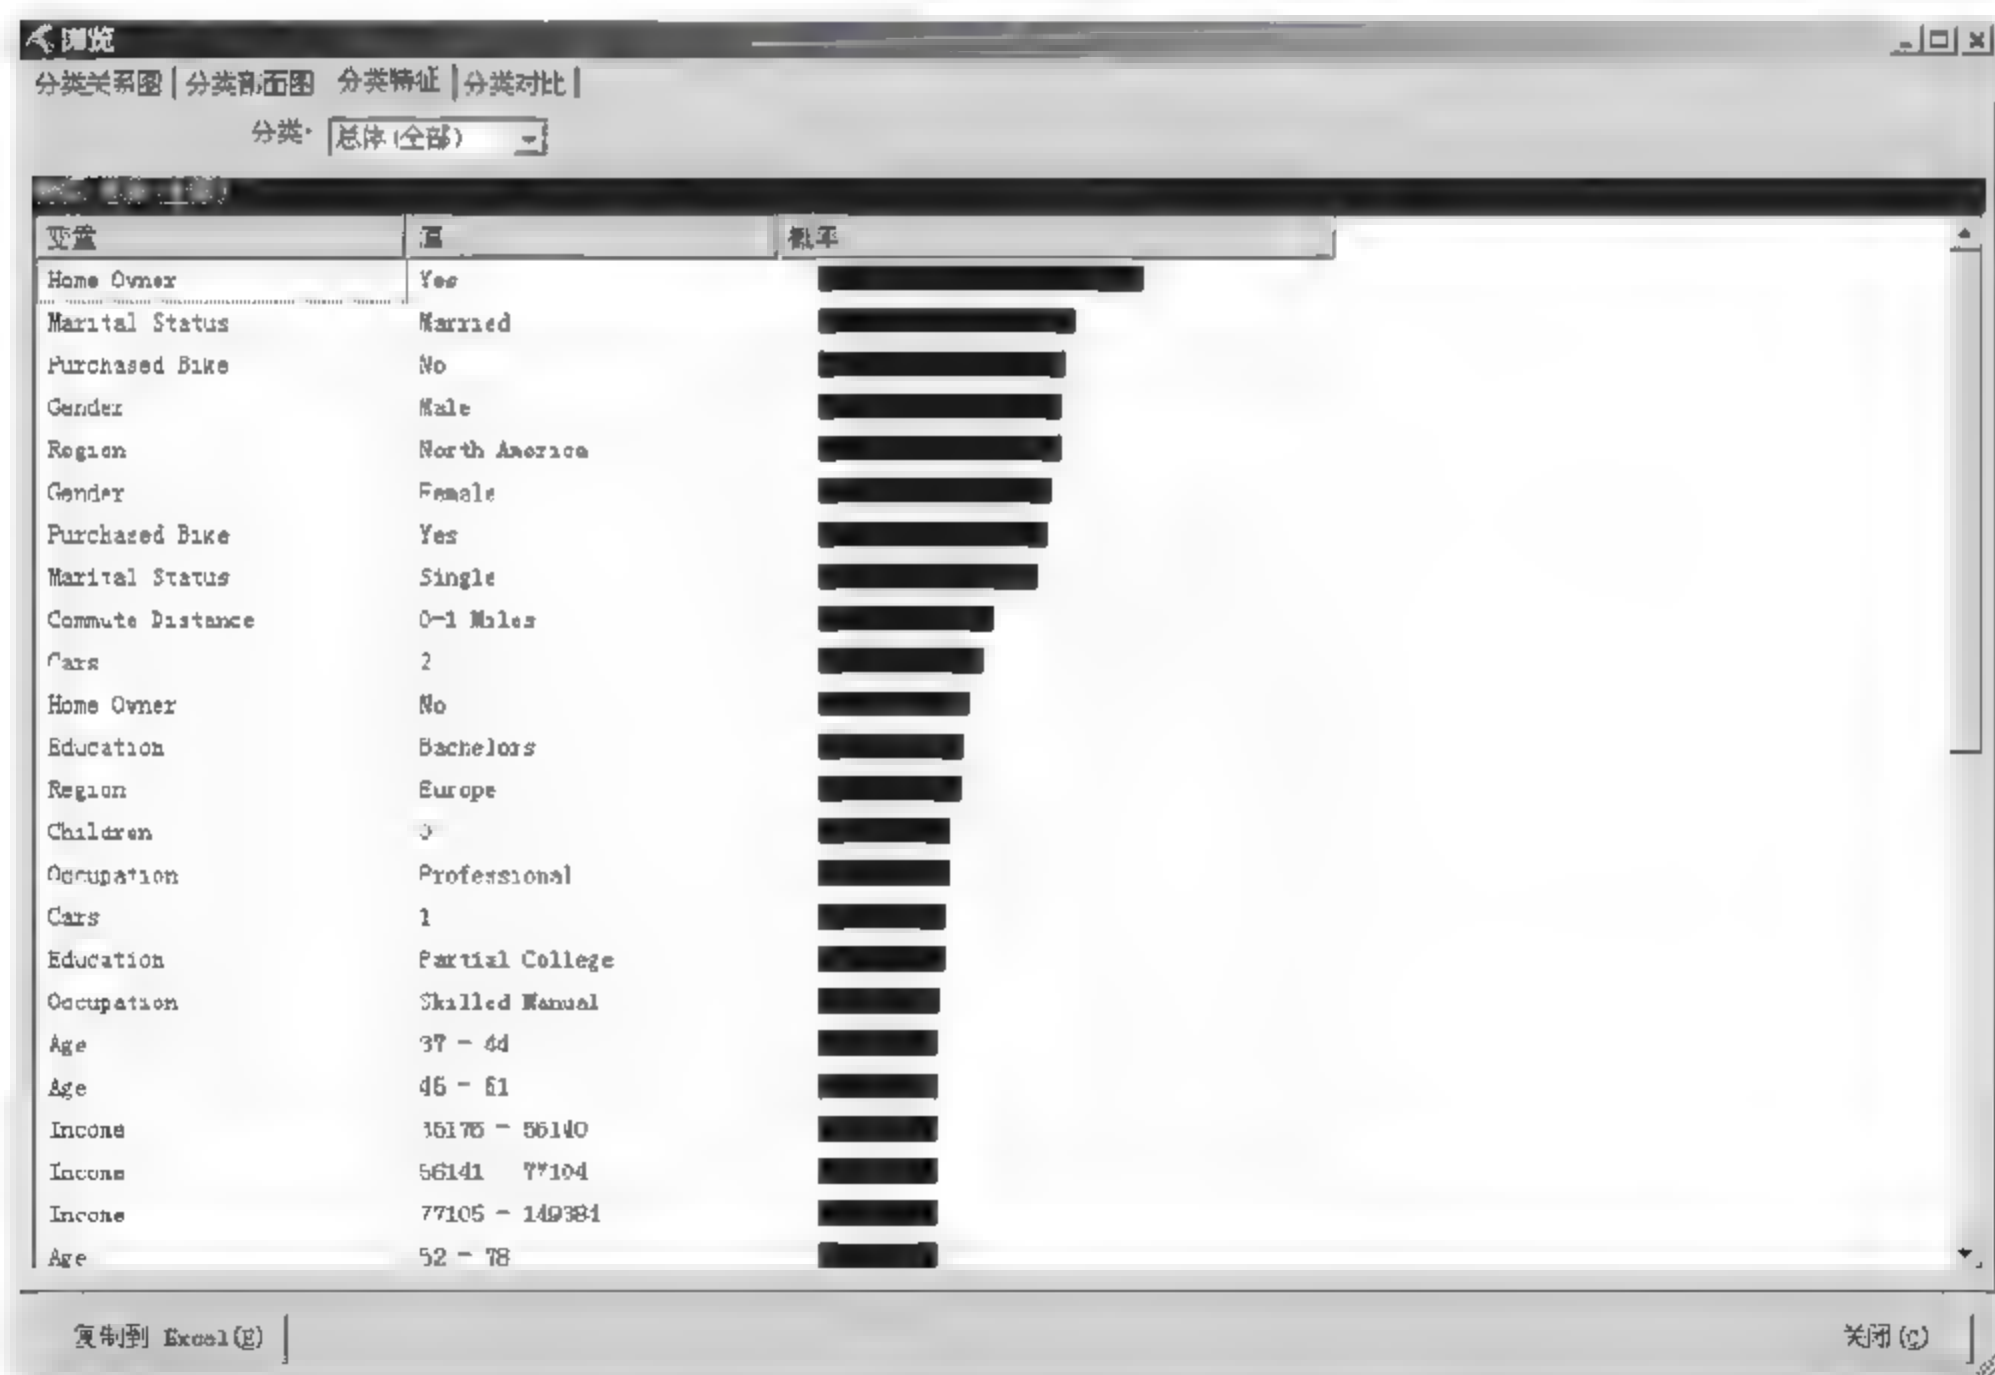 浏览
分类关系图 分类剖面图 分类特征 分类对比
分类: 总体(全部)
变量 值 概率
Home Owner Yes
Marital Status Married
Purchased Bike No
Gender Male
Region North America
Gender Female
Purchased Bike Yes
Marital Status Single
Commute Distance 0-1 Miles
Cars 2
Home Owner No
Education Bachelors
Region Europe
Children 0
Occupation Professional
Cars 1
Education Partial College
Occupation Skilled Manual
Age 37 - 44
Age 45 - 51
Income 35176 - 56140
Income 56141 77104
Income 77105 - 149384
Age 52 - 78
复制到 Excel(E) 关闭(C)